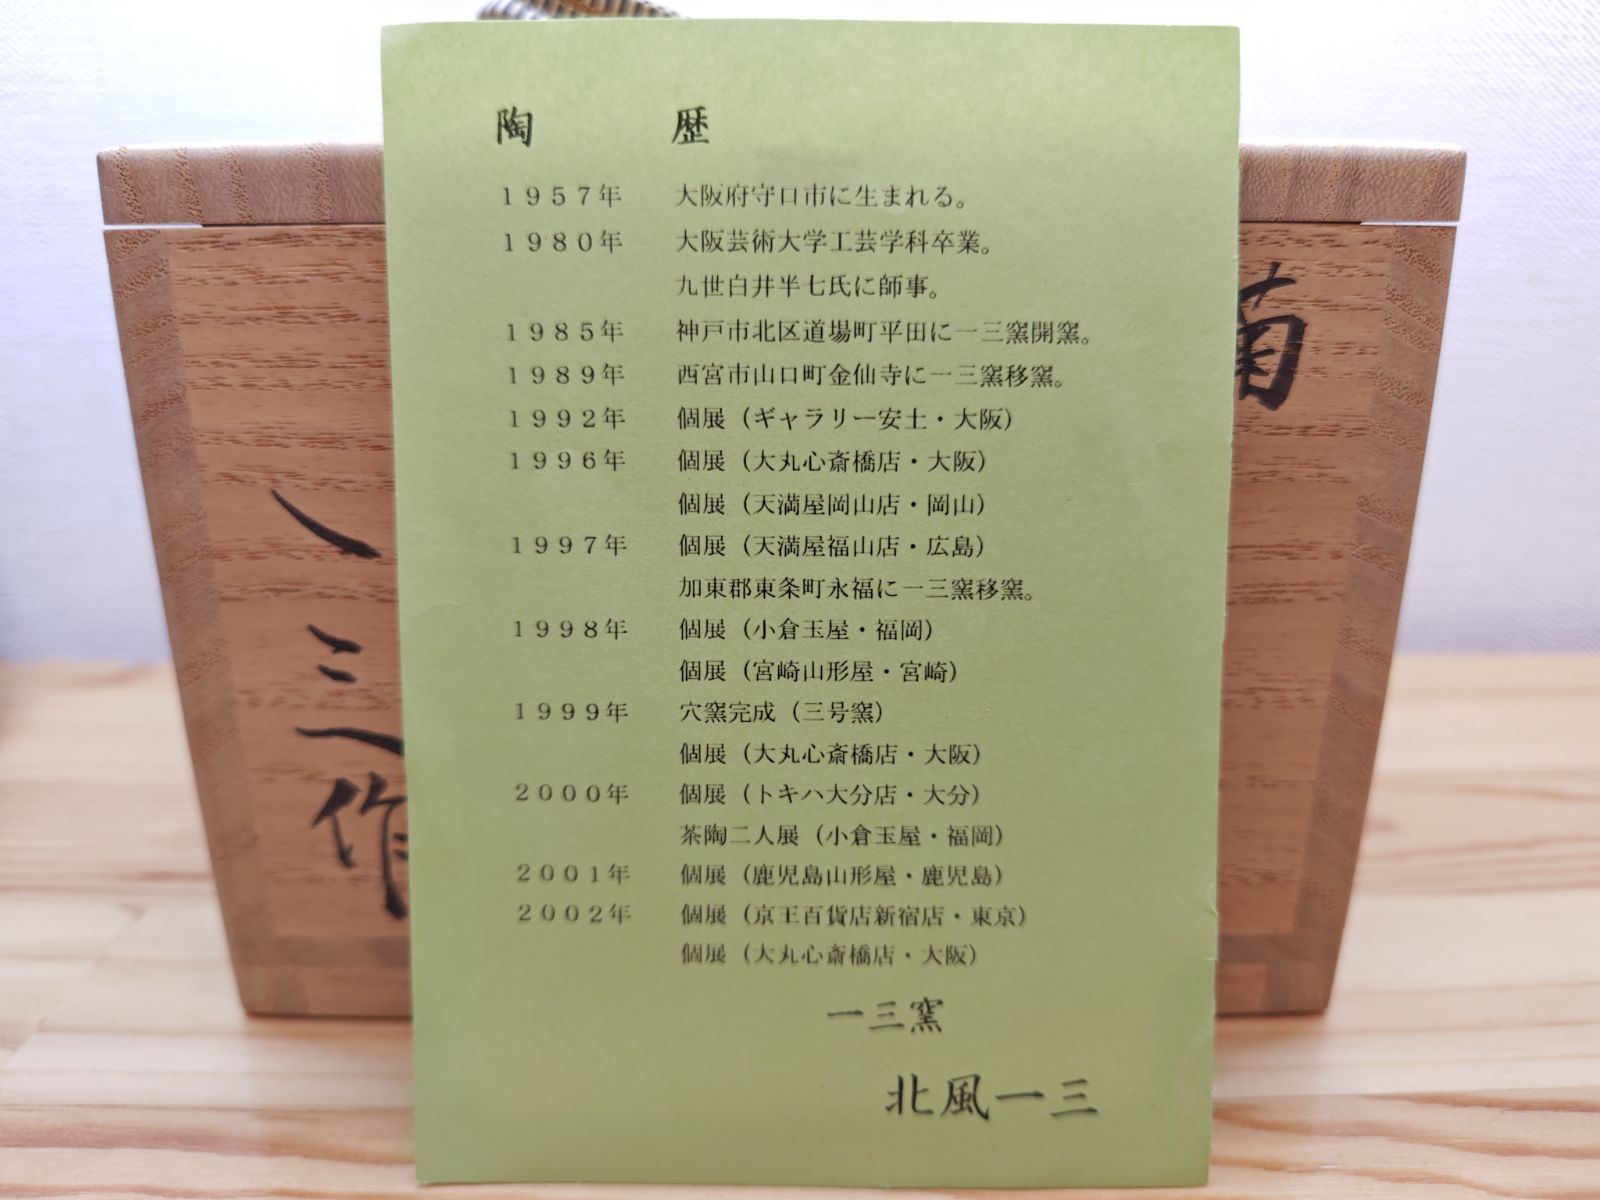 陶 歴
1957年 大阪府守口市に生まれる。
1980年 大阪芸術大学工芸学科卒業。
九世白井半七氏に師事。
1985年 神戸市北区道場町平田に一三窯開窯。
1989年 西宮市山口町金仙寺に一三窯移窯。
1992年 個展（ギャラリー安土・大阪）
1996年 個展（大丸心斎橋店・大阪）
個展（天満屋岡山店・岡山）
1997年 個展（天満屋福山店・広島）
加東郡東条町永福に一三窯移窯。
1998年 個展（小倉玉屋・福岡）
個展（宮崎山形屋・宮崎）
1999年 穴窯完成（三号窯）
個展（大丸心斎橋店・大阪）
2000年 個展（トキハ大分店・大分）
茶陶二人展（小倉玉屋・福岡）
2001年 個展（鹿児島山形屋・鹿児島）
2002年 個展（京王百貨店新宿店・東京）
個展（大丸心斎橋店・大阪）
一三窯
北風一三
菊
一三作